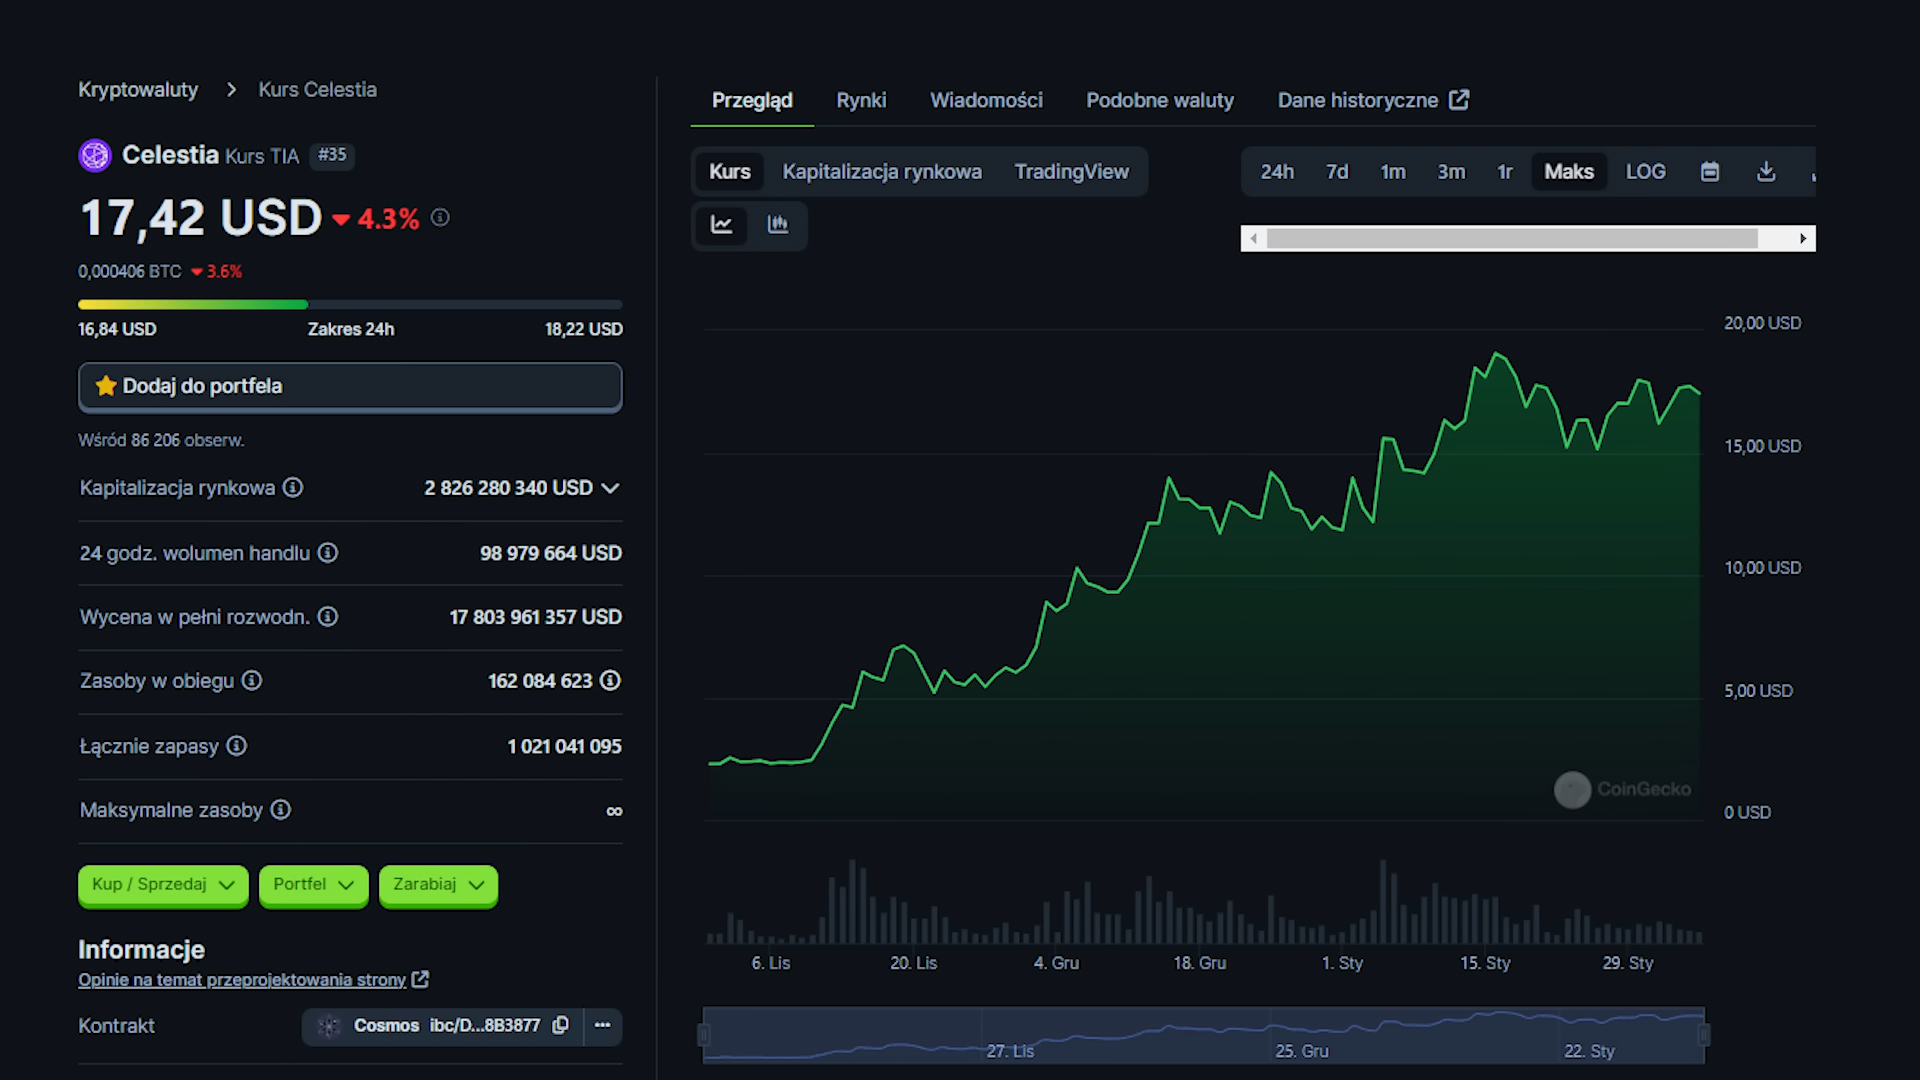 Kryptowaluty > Kurs Celestia
Celestia Kurs TIA #35
17,42 USD 4.3%
0,000406 BTC 3.6%
16,84 USD Zakres 24h 18,22 USD
Dodaj do portfela
Wśród 86 206 obserw.
Kapitalizacja rynkowa 2 826 280 340 USD
24 godz. wolumen handlu 98 979 664 USD
Wycena w pełni rozwodn. 17 803 961 357 USD
Zasoby w obiegu 162 084 623
Łącznie zapasy 1 021 041 095
Maksymalne zasoby ∞
Kup / Sprzedaj Portfel Zarabiaj
Informacje
Opinie na temat przeprojektowania strony
Kontrakt Cosmos ibc/D...8B3877
Przegląd Rynki Wiadomości Podobne waluty Dane historyczne
Kurs Kapitalizacja rynkowa TradingView
24h 7d 1m 3m 1r Maks LOG
20,00 USD
15,00 USD
10,00 USD
5,00 USD
CoinGecko
0 USD
6. Lis 20. Lis 4. Gru 18. Gru 1. Sty 15. Sty 29. Sty
27. Lis 25. Gru 22. Sty